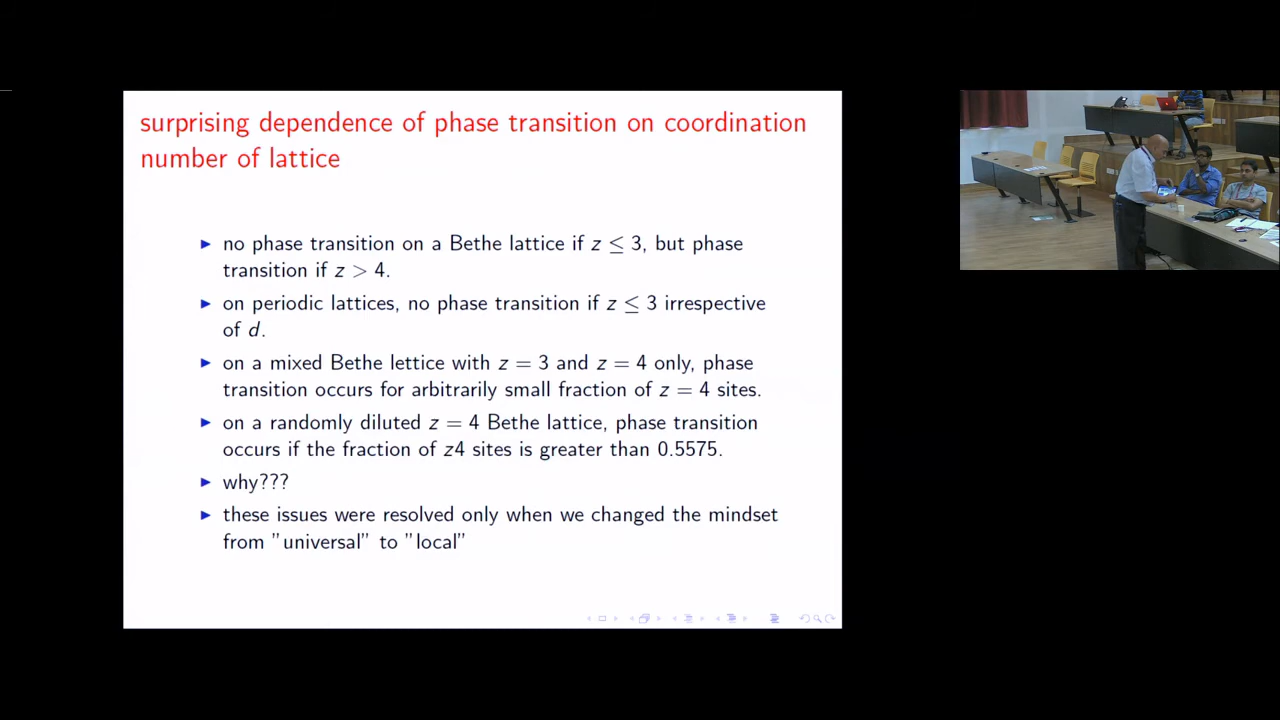 surprising dependence of phase transition on coordination
number of lattice
▶ no phase transition on a Bethe lattice if z ≤ 3, but phase
transition if z > 4.
▶ on periodic lattices, no phase transition if z ≤ 3 irrespective
of d.
▶ on a mixed Bethe lettice with z = 3 and z = 4 only, phase
transition occurs for arbitrarily small fraction of z = 4 sites.
▶ on a randomly diluted z = 4 Bethe lattice, phase transition
occurs if the fraction of z4 sites is greater than 0.5575.
▶ why???
▶ these issues were resolved only when we changed the mindset
from ”universal” to ”local”